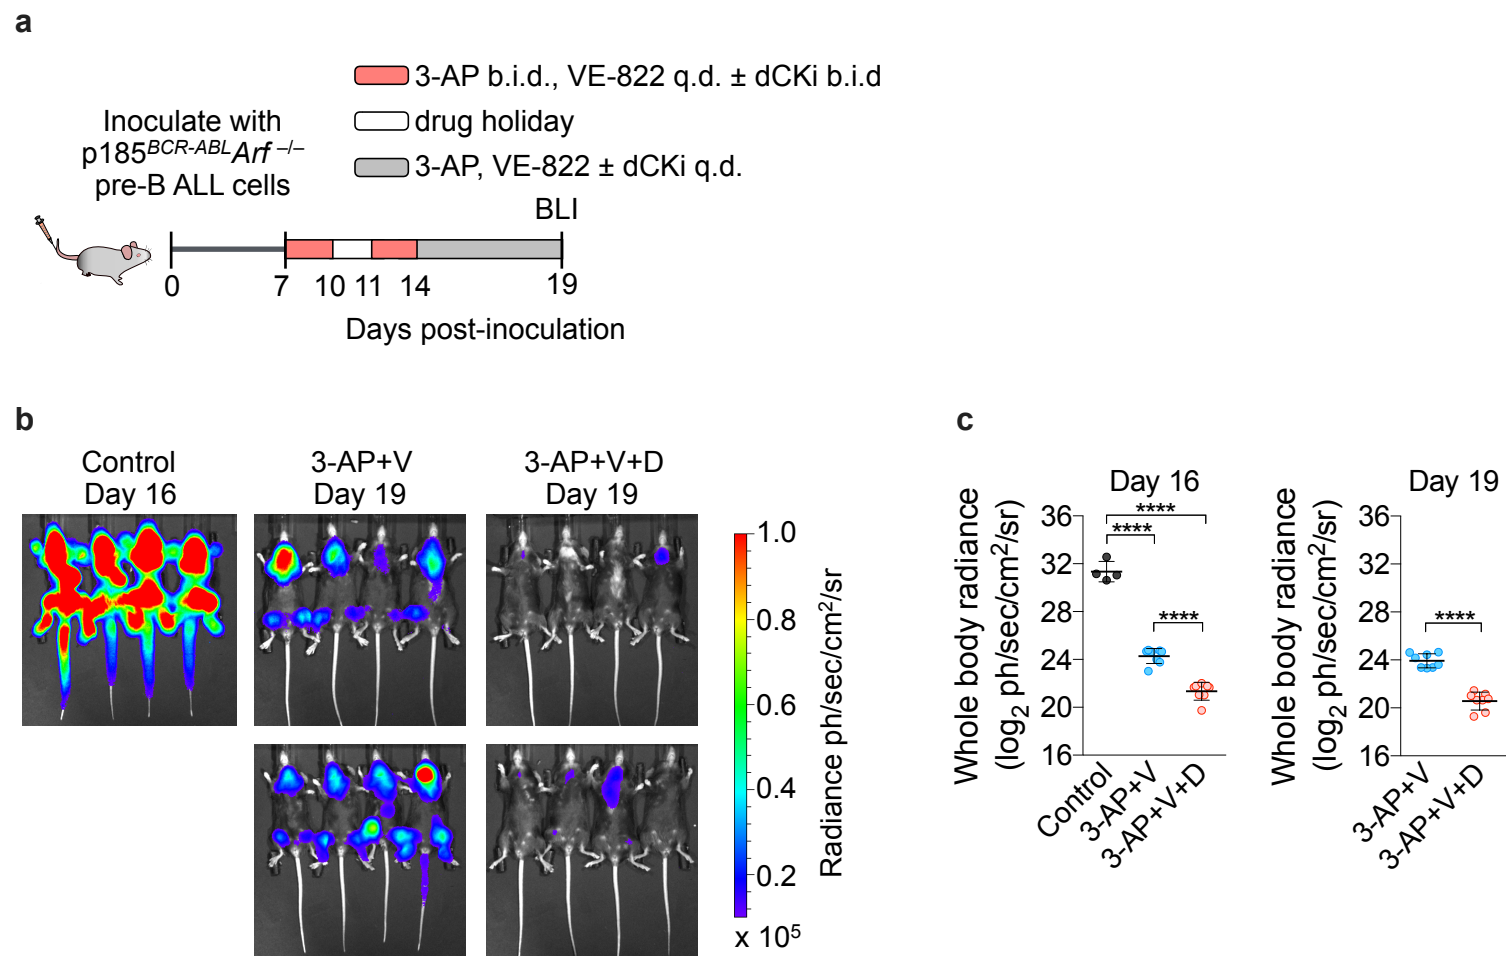 a
3-AP b.i.d., VE-822 q.d. ± dCKi b.i.d
drug holiday
3-AP, VE-822 ± dCKi q.d.
Inoculate with
p185BCR-ABLArf –/–
pre-B ALL cells
BLI
0 7 10 11 14 19
Days post-inoculation
b
Control
Day 16
3-AP+V
Day 19
3-AP+V+D
Day 19
1.0
0.8
0.6
0.4
0.2
x 10⁵
Radiance ph/sec/cm²/sr
c
Day 16
Whole body radiance
(log₂ ph/sec/cm²/sr)
36
32
28
24
20
16
****
****
****
Control
3-AP+V
3-AP+V+D
Day 19
Whole body radiance
(log₂ ph/sec/cm²/sr)
36
32
28
24
20
16
****
3-AP+V
3-AP+V+D